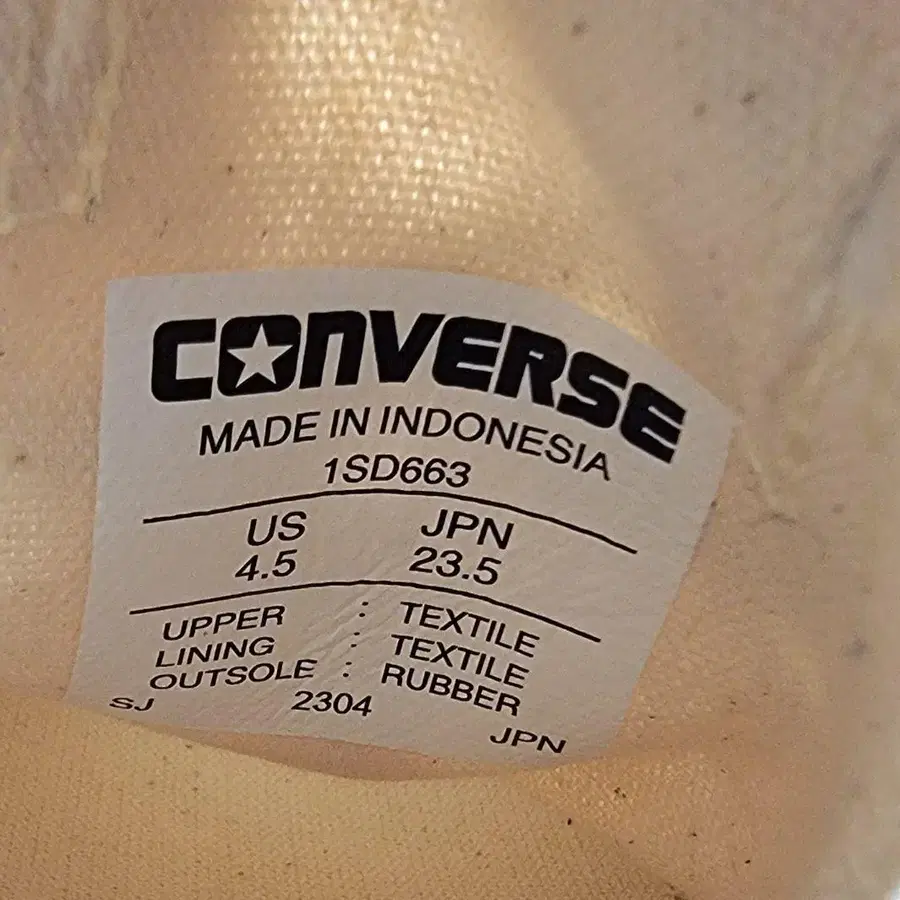 CONVERSE
MADE IN INDONESIA
1SD663
US JPN
4.5 23.5
UPPER : TEXTILE
LINING : TEXTILE
OUTSOLE : RUBBER
SJ 2304 JPN